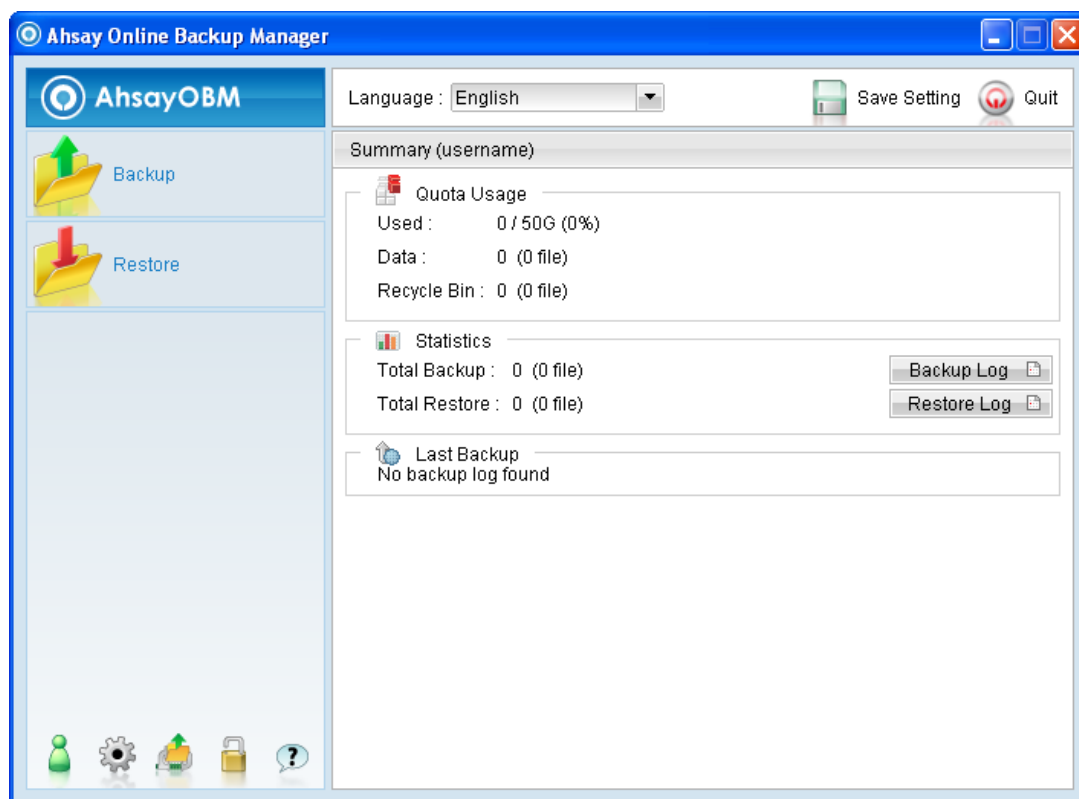 Ahsay Online Backup Manager
AhsayOBM
Language : English
Save Setting
Quit
Backup
Restore
Summary (username)
Quota Usage
Used : 0 / 50G (0%)
Data : 0 (0 file)
Recycle Bin : 0 (0 file)
Statistics
Total Backup : 0 (0 file)
Backup Log
Total Restore : 0 (0 file)
Restore Log
Last Backup
No backup log found
?